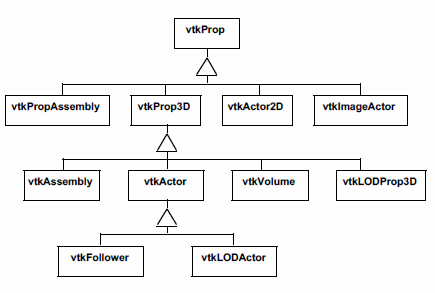 vtkProp
vtkPropAssembly vtkProp3D vtkActor2D vtkImageActor
vtkAssembly vtkActor vtkVolume vtkLODProp3D
vtkFollower vtkLODActor